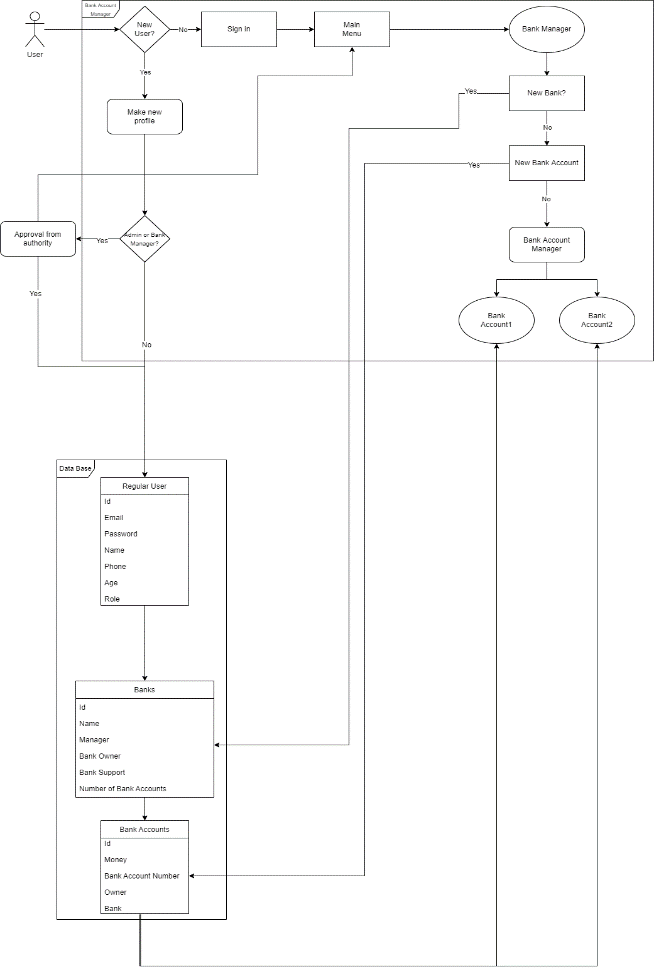 Bank Account
Manager
User
New
User?
No
Sign in
Main
Menu
Bank Manager
Yes
Make new
profile
Yes
New Bank?
No
Yes
New Bank Account
No
Approval from
authority
Yes
Admin or Bank
Manager?
Bank Account
Manager
Yes
Bank
Account1
Bank
Account2
No
Data Base
Regular User
Id
Email
Password
Name
Phone
Age
Role
Banks
Id
Name
Manager
Bank Owner
Bank Support
Number of Bank Accounts
Bank Accounts
Id
Money
Bank Account Number
Owner
Bank